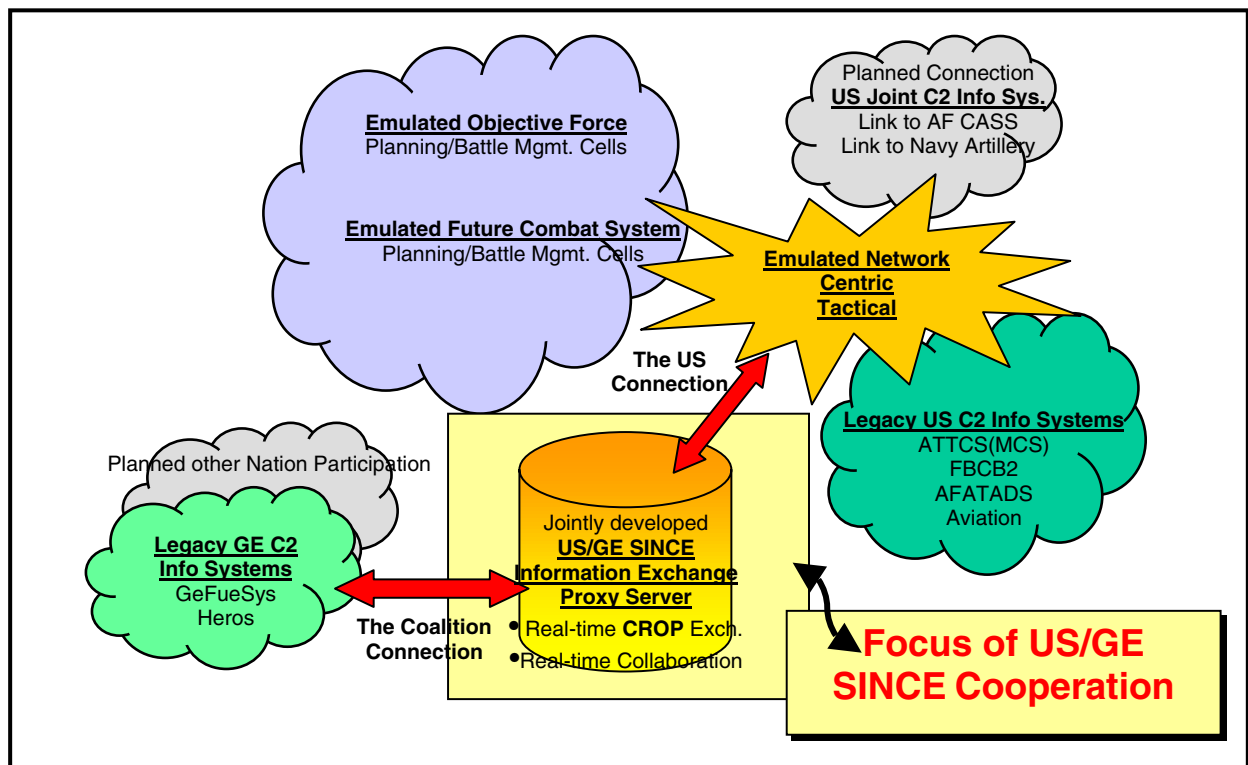 Emulated Objective Force
Planning/Battle Mgmt. Cells
Emulated Future Combat System
Planning/Battle Mgmt. Cells
Planned Connection
US Joint C2 Info Sys.
Link to AF CASS
Link to Navy Artillery
Emulated Network
Centric
Tactical
The US
Connection
Legacy US C2 Info Systems
ATTCS(MCS)
FBCB2
AFATADS
Aviation
Planned other Nation Participation
Legacy GE C2
Info Systems
GeFueSys
Heros
The Coalition
Connection
Jointly developed
US/GE SINCE
Information Exchange
Proxy Server
• Real-time CROP Exch.
•Real-time Collaboration
Focus of US/GE
SINCE Cooperation